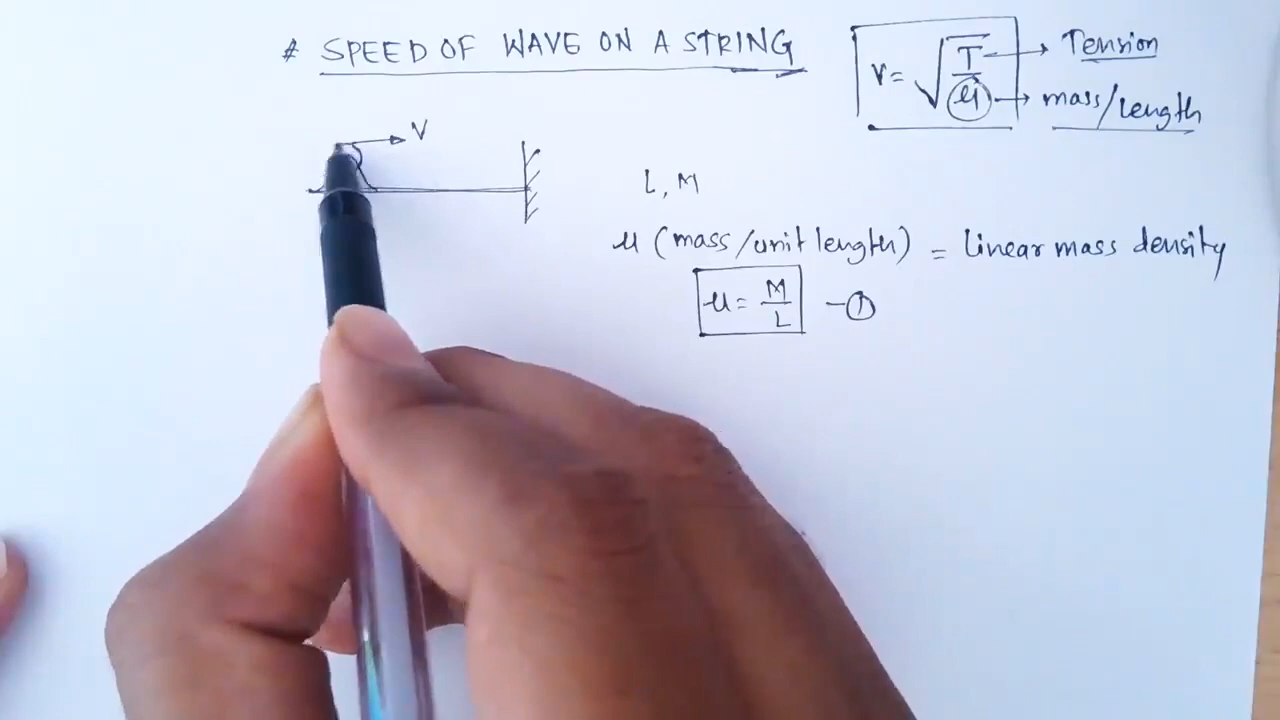 # SPEED OF WAVE ON A STRING
V = √T/μ → Tension
→ mass/length
V
L, M
μ (mass/unit length) = linear mass density
μ = M/L - ①